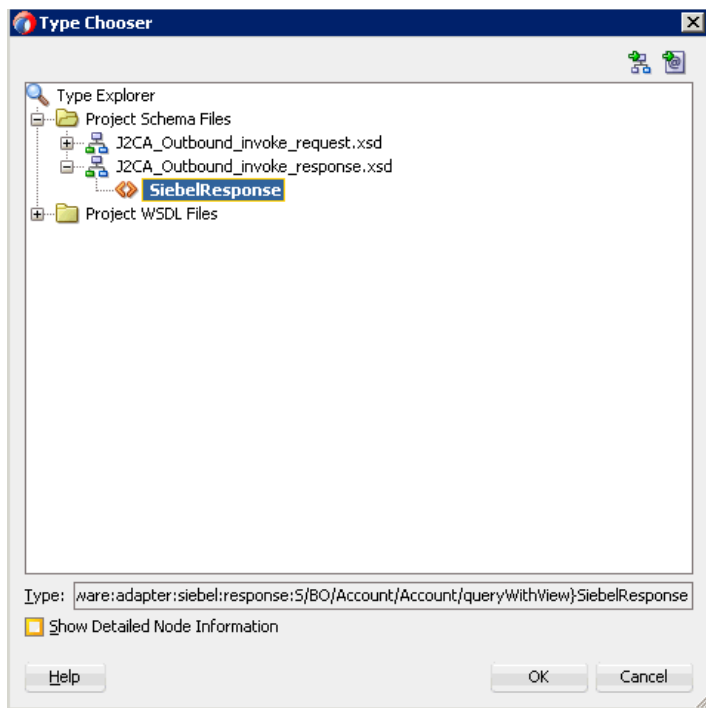 Type Chooser
Type Explorer
Project Schema Files
J2CA_Outbound_invoke_request.xsd
J2CA_Outbound_invoke_response.xsd
SiebelResponse
Project WSDL Files
Type: ware:adapter:siebel:response:S/BO/Account/Account/queryWithView}SiebelResponse
Show Detailed Node Information
Help OK Cancel